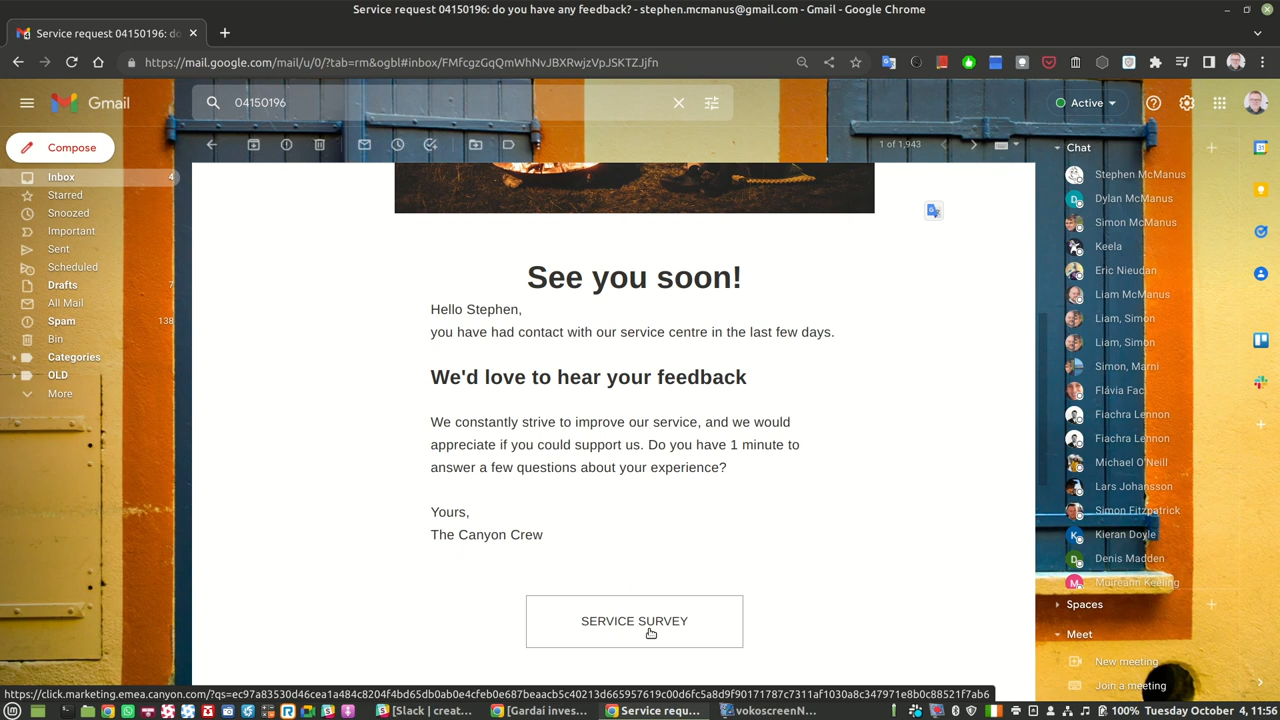 Service request 04150196: do you have any feedback? - stephen.mcmanus@gmail.com - Gmail - Google Chrome
Service request 04150196: do
https://mail.google.com/mail/u/0/?tab=rm&ogbl#inbox/FMfcgzGqQmWhNvJBXRwjzVpJSKTZJjfn
Gmail
04150196
Active
Compose
1 of 1,943
Inbox 4
Starred
Snoozed
Important
Sent
Scheduled
Drafts 7
All Mail
Spam 138
Bin
Categories
OLD
More
See you soon!
Hello Stephen,
you have had contact with our service centre in the last few days.
We'd love to hear your feedback
We constantly strive to improve our service, and we would
appreciate if you could support us. Do you have 1 minute to
answer a few questions about your experience?
Yours,
The Canyon Crew
SERVICE SURVEY
Chat
Stephen McManus
Dylan McManus
Simon McManus
Keela
Eric Nieudan
Liam McManus
Liam, Simon
Liam, Simon
Simon, Marni
Flávia Fac
Fiachra Lennon
Fiachra Lennon
Michael O'Neill
Lars Johansson
Simon Fitzpatrick
Kieran Doyle
Denis Madden
Muireann Keeling
Spaces
Meet
New meeting
Join a meeting
[Slack | creat...
[Gardai inves...
Service requ...
vokoscreenN...
100%
Tuesday October 4, 11:56